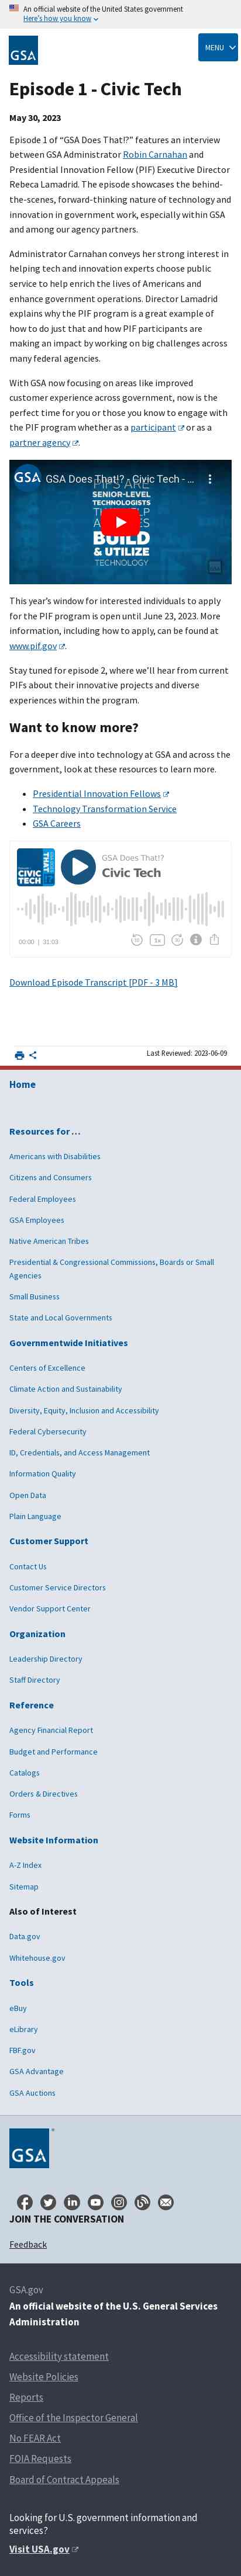 An official website of the United States government
Here's how you know
GSA
MENU
Episode 1 - Civic Tech
May 30, 2023
Episode 1 of “GSA Does That!?” features an interview
between GSA Administrator Robin Carnahan and
Presidential Innovation Fellow (PIF) Executive Director
Rebeca Lamadrid. The episode showcases the behind-
the-scenes, forward-thinking nature of technology and
innovation in government work, especially within GSA
and among our agency partners.
Administrator Carnahan conveys her strong interest in
helping tech and innovation experts choose public
service and explains how technology can increase
equity in government operations. Director Lamadrid
explains why the PIF program is a great first step into
the public for that to do and how PIF participants are
making an impact by working on big challenges across
the federal agencies.
With GSA now focusing on areas like improved
customer experience across government, now is the
perfect time for you or those you know to engage with
the PIF program whether as a participant or as a
partner agency.
GSA
GSA Does That!? - Civic Tech - ...
PIFS ARE
SENIOR-LEVEL
TECHNOLOGISTS
BUILD
& UTILIZE
TECHNOLOGY
This year’s window for interested individuals to apply
for the PIF program is open until June 23, 2023. More
information, including how to apply, can be found at
www.pif.gov.
Stay tuned for episode 2, where we’ll hear from current
PIFs about their innovative projects and diverse
experiences with the program.
Want to know more?
For a deeper dive into technology at GSA and across the
government, look at these resources to learn more.
Presidential Innovation Fellows
Technology Transformation Service
GSA Careers
CIVIC
TECH
GSA Does That!?
Civic Tech
00:00 | 31:03
1x
Download Episode Transcript [PDF - 3 MB]
Last Reviewed: 2023-06-09
Home
Resources for …
Americans with Disabilities
Citizens and Consumers
Federal Employees
GSA Employees
Native American Tribes
Presidential & Congressional Commissions, Boards or Small
Agencies
Small Business
State and Local Governments
Governmentwide Initiatives
Centers of Excellence
Climate Action and Sustainability
Diversity, Equity, Inclusion and Accessibility
Federal Cybersecurity
ID, Credentials, and Access Management
Information Quality
Open Data
Plain Language
Customer Support
Contact Us
Customer Service Directors
Vendor Support Center
Organization
Leadership Directory
Staff Directory
Reference
Agency Financial Report
Budget and Performance
Catalogs
Orders & Directives
Forms
Website Information
A-Z Index
Sitemap
Also of Interest
Data.gov
Whitehouse.gov
Tools
eBuy
eLibrary
FBF.gov
GSA Advantage
GSA Auctions
GSA
JOIN THE CONVERSATION
Feedback
GSA.gov
An official website of the U.S. General Services
Administration
Accessibility statement
Website Policies
Reports
Office of the Inspector General
No FEAR Act
FOIA Requests
Board of Contract Appeals
Looking for U.S. government information and
services?
Visit USA.gov